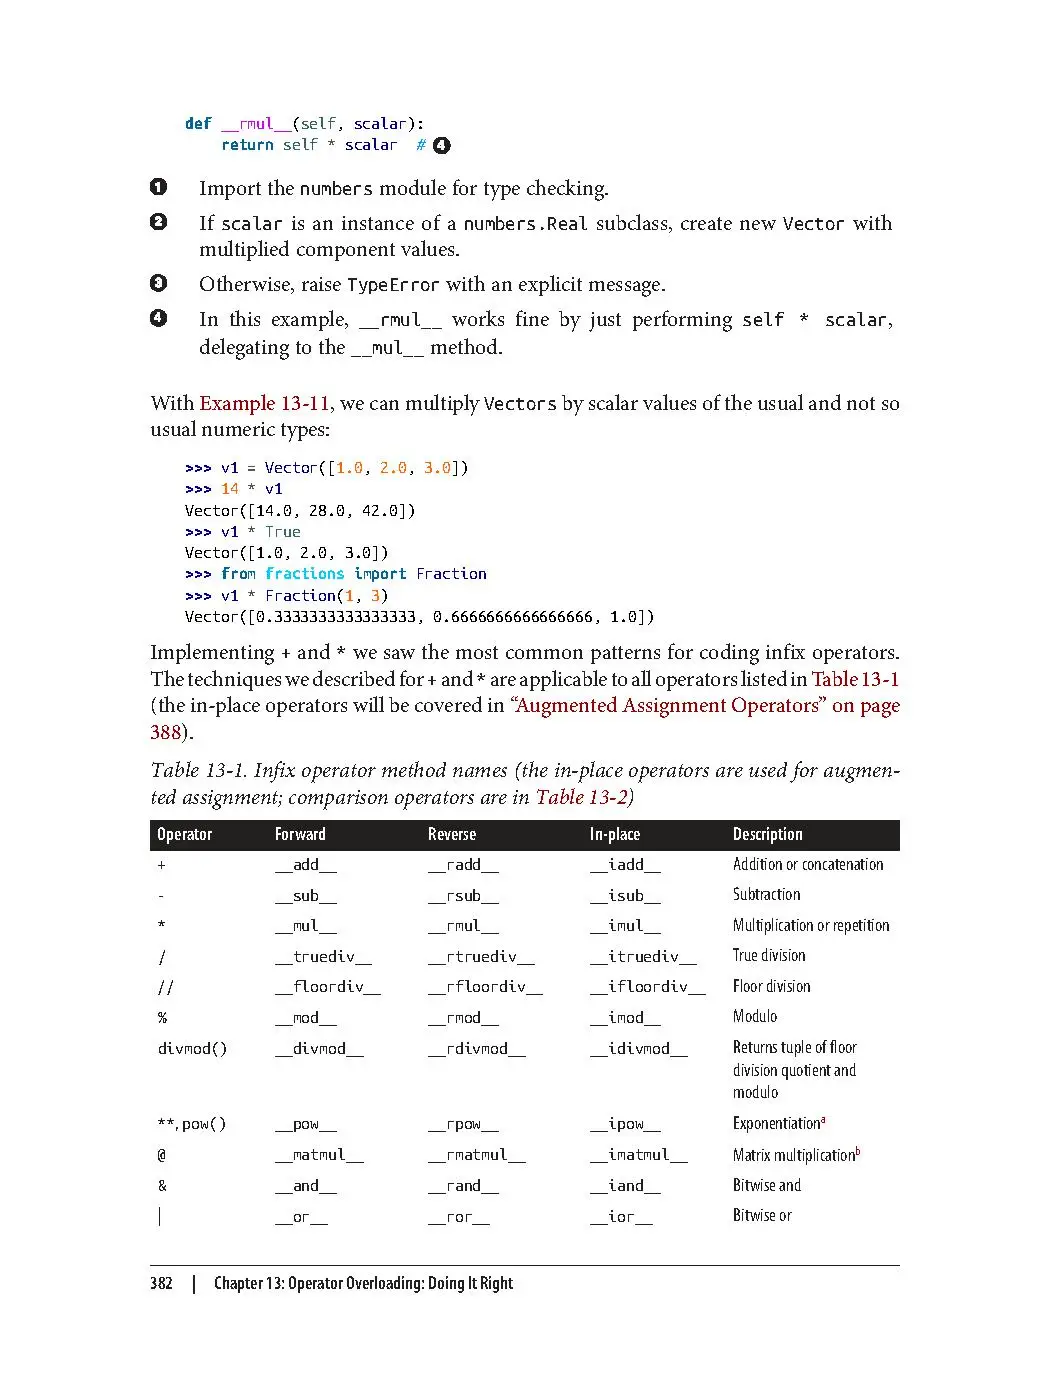 def __rmul__(self, scalar):
    return self * scalar  # ❹
❶ Import the numbers module for type checking.
❷ If scalar is an instance of a numbers.Real subclass, create new Vector with
multiplied component values.
❸ Otherwise, raise TypeError with an explicit message.
❹ In this example, __rmul__ works fine by just performing self * scalar,
delegating to the __mul__ method.
With Example 13-11, we can multiply Vectors by scalar values of the usual and not so
usual numeric types:
>>> v1 = Vector([1.0, 2.0, 3.0])
>>> 14 * v1
Vector([14.0, 28.0, 42.0])
>>> v1 * True
Vector([1.0, 2.0, 3.0])
>>> from fractions import Fraction
>>> v1 * Fraction(1, 3)
Vector([0.3333333333333333, 0.6666666666666666, 1.0])
Implementing + and * we saw the most common patterns for coding infix operators.
The techniques we described for + and * are applicable to all operators listed in Table 13-1
(the in-place operators will be covered in “Augmented Assignment Operators” on page
388).
Table 13-1. Infix operator method names (the in-place operators are used for augmen-
ted assignment; comparison operators are in Table 13-2)
Operator Forward Reverse In-place Description
+ __add__ __radd__ __iadd__ Addition or concatenation
- __sub__ __rsub__ __isub__ Subtraction
* __mul__ __rmul__ __imul__ Multiplication or repetition
/ __truediv__ __rtruediv__ __itruediv__ True division
// __floordiv__ __rfloordiv__ __ifloordiv__ Floor division
% __mod__ __rmod__ __imod__ Modulo
divmod() __divmod__ __rdivmod__ __idivmod__ Returns tuple of floor
division quotient and
modulo
**, pow() __pow__ __rpow__ __ipow__ Exponentiationa
@ __matmul__ __rmatmul__ __imatmul__ Matrix multiplicationb
& __and__ __rand__ __iand__ Bitwise and
| __or__ __ror__ __ior__ Bitwise or
382 | Chapter 13: Operator Overloading: Doing It Right